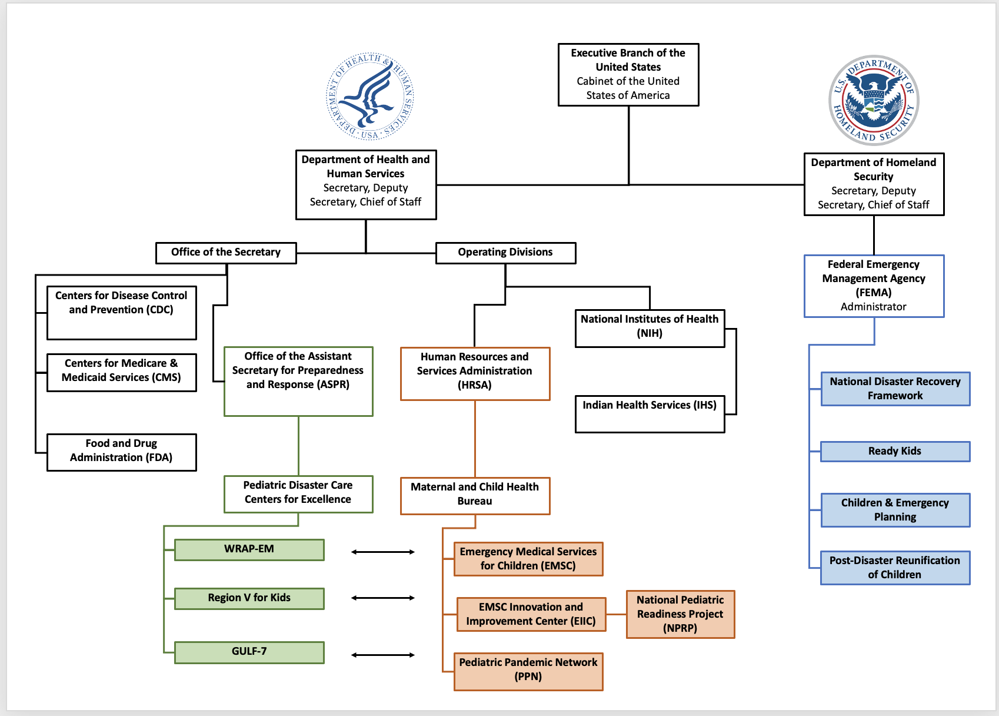 Executive Branch of the
United States
Cabinet of the United
States of America
DEPARTMENT OF HEALTH & HUMAN SERVICES · USA ·
U.S. DEPARTMENT OF
HOMELAND SECURITY
Department of Health and
Human Services
Secretary, Deputy
Secretary, Chief of Staff
Department of Homeland
Security
Secretary, Deputy
Secretary, Chief of Staff
Office of the Secretary
Operating Divisions
Federal Emergency
Management Agency
(FEMA)
Administrator
Centers for Disease Control
and Prevention (CDC)
National Institutes of Health
(NIH)
Centers for Medicare &
Medicaid Services (CMS)
Office of the Assistant
Secretary for Preparedness
and Response (ASPR)
Human Resources and
Services Administration
(HRSA)
Indian Health Services (IHS)
National Disaster Recovery
Framework
Food and Drug
Administration (FDA)
Ready Kids
Pediatric Disaster Care
Centers for Excellence
Maternal and Child Health
Bureau
Children & Emergency
Planning
WRAP-EM
Emergency Medical Services
for Children (EMSC)
Post-Disaster Reunification
of Children
Region V for Kids
EMSC Innovation and
Improvement Center (EIIC)
National Pediatric
Readiness Project
(NPRP)
GULF-7
Pediatric Pandemic Network
(PPN)